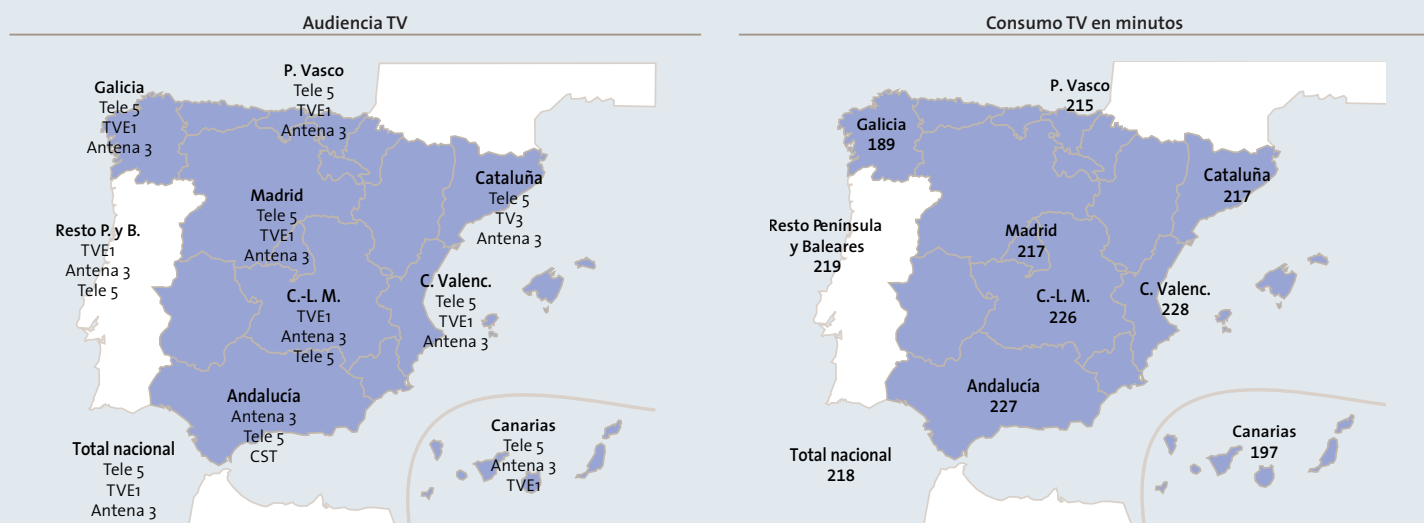 Audiencia TV
P. Vasco
Tele 5
TVE1
Antena 3
Galicia
Tele 5
TVE1
Antena 3
Cataluña
Tele 5
TV3
Antena 3
Madrid
Tele 5
TVE1
Antena 3
Resto P. y B.
TVE1
Antena 3
Tele 5
C. Valenc.
Tele 5
TVE1
Antena 3
C.-L. M.
TVE1
Antena 3
Tele 5
Andalucía
Antena 3
Tele 5
CST
Canarias
Tele 5
Antena 3
TVE1
Total nacional
Tele 5
TVE1
Antena 3
Consumo TV en minutos
P. Vasco
215
Galicia
189
Cataluña
217
Resto Península
y Baleares
219
Madrid
217
C. Valenc.
228
C.-L. M.
226
Andalucía
227
Canarias
197
Total nacional
218